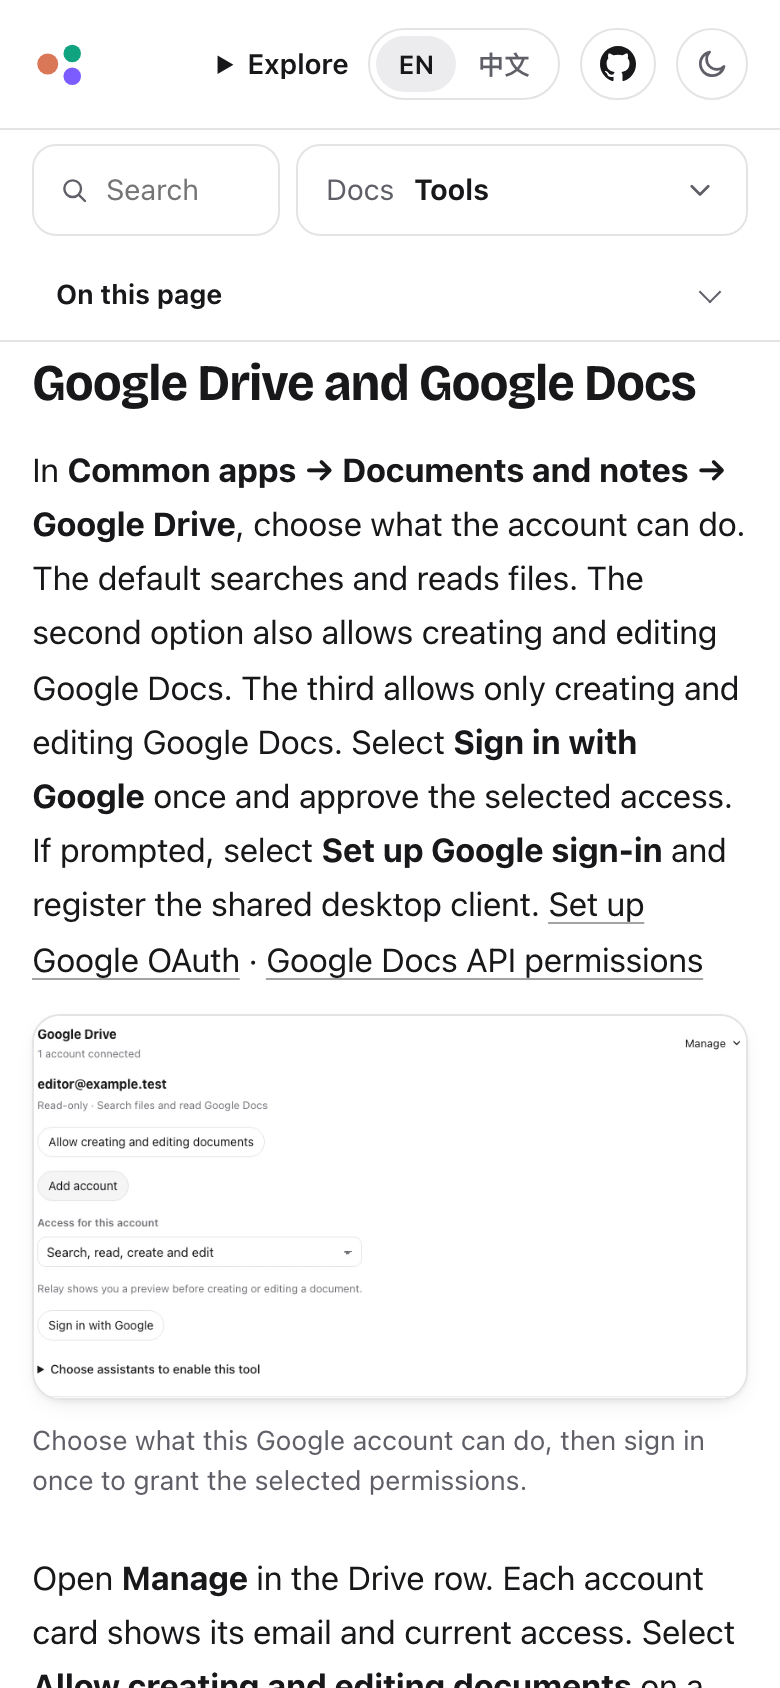 Explore
EN
中文
Search
Docs Tools
On this page
Google Drive and Google Docs
In Common apps → Documents and notes →
Google Drive, choose what the account can do.
The default searches and reads files. The
second option also allows creating and editing
Google Docs. The third allows only creating and
editing Google Docs. Select Sign in with
Google once and approve the selected access.
If prompted, select Set up Google sign-in and
register the shared desktop client. Set up
Google OAuth · Google Docs API permissions
Google Drive
1 account connected
Manage
editor@example.test
Read-only · Search files and read Google Docs
Allow creating and editing documents
Add account
Access for this account
Search, read, create and edit
Relay shows you a preview before creating or editing a document.
Sign in with Google
Choose assistants to enable this tool
Choose what this Google account can do, then sign in
once to grant the selected permissions.
Open Manage in the Drive row. Each account
card shows its email and current access. Select
Allow creating and editing documents on a